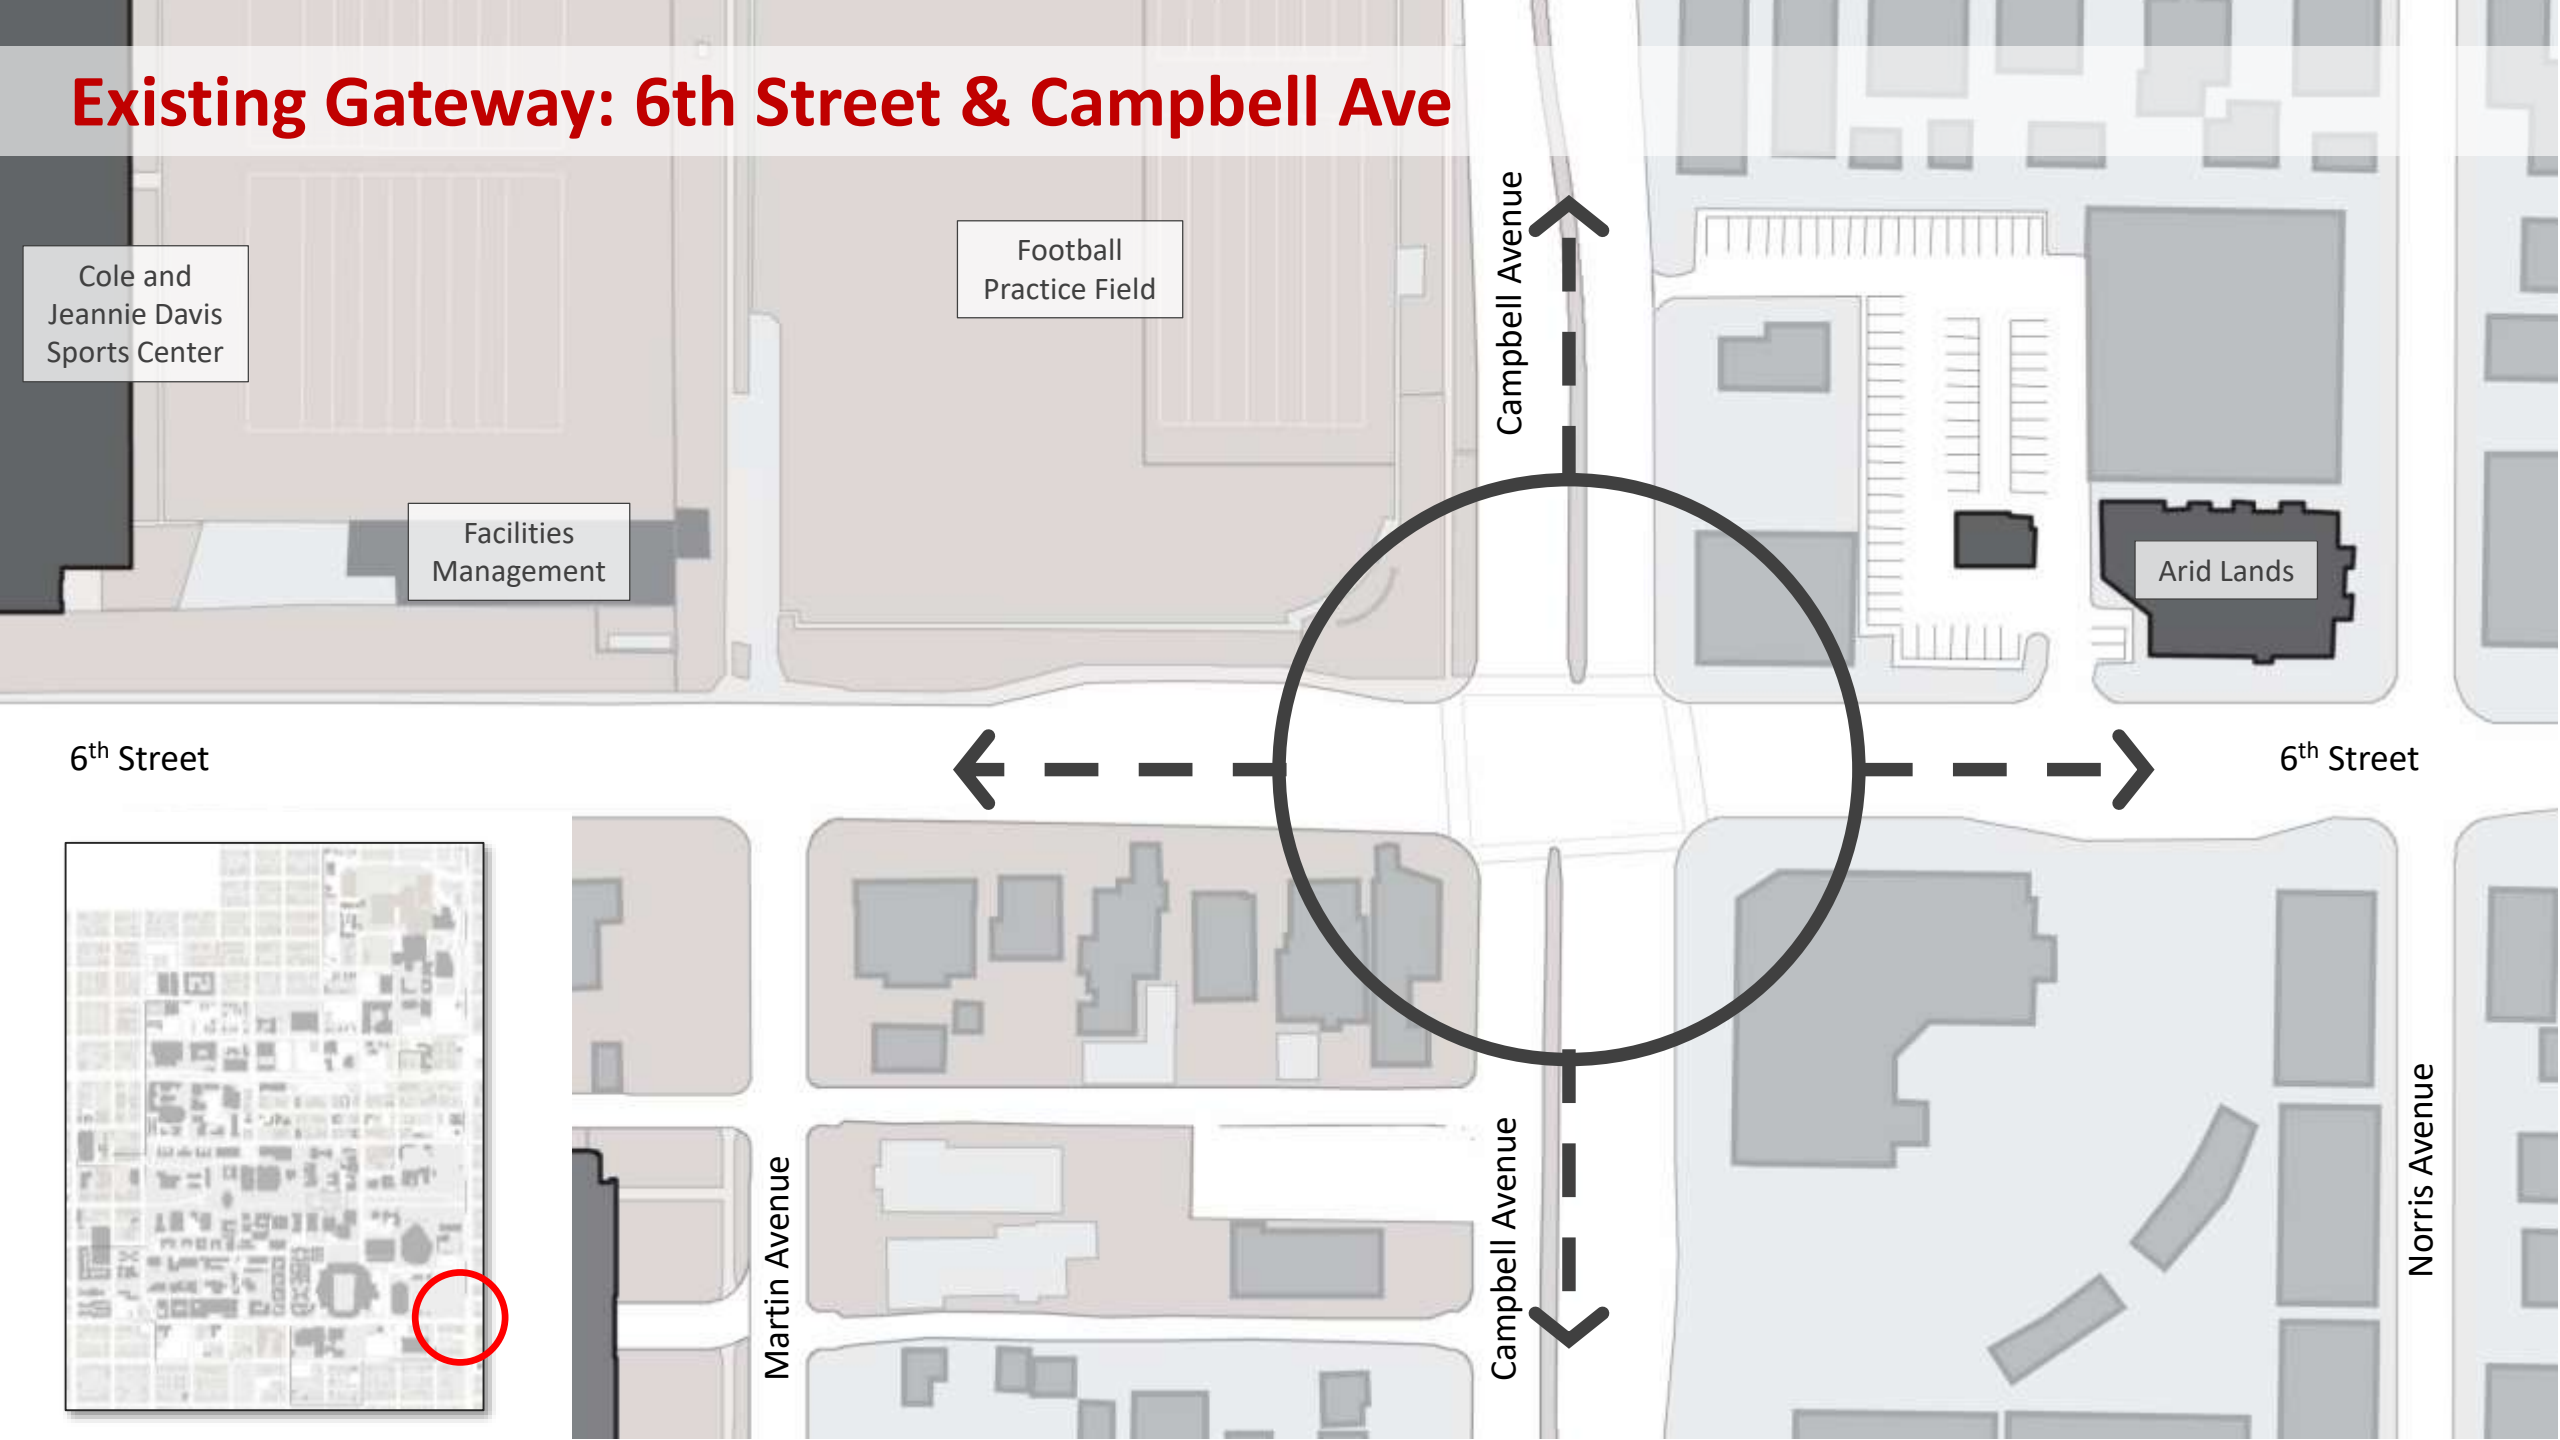 Existing Gateway: 6th Street & Campbell Ave
Cole and
Jeannie Davis
Sports Center
Football
Practice Field
Campbell Avenue
Facilities
Management
Arid Lands
6th Street
6th Street
Martin Avenue
Campbell Avenue
Norris Avenue